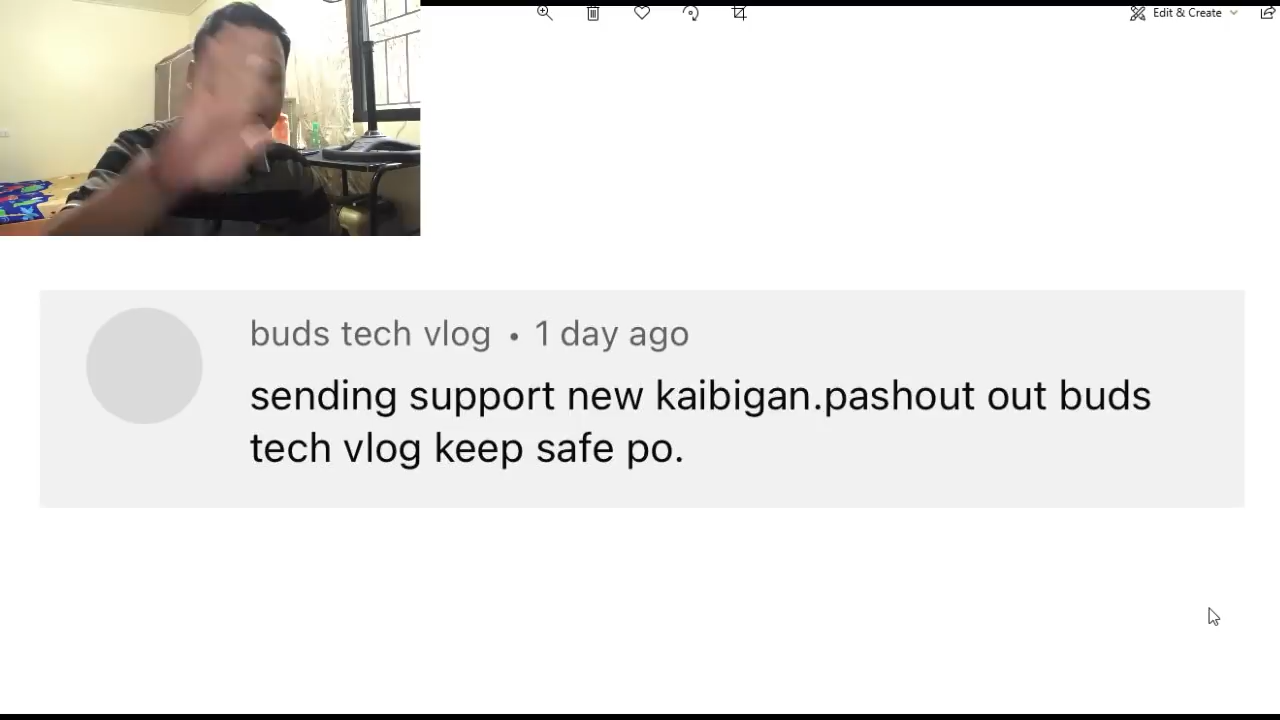 Edit & Create
buds tech vlog • 1 day ago
sending support new kaibigan.pashout out buds
tech vlog keep safe po.